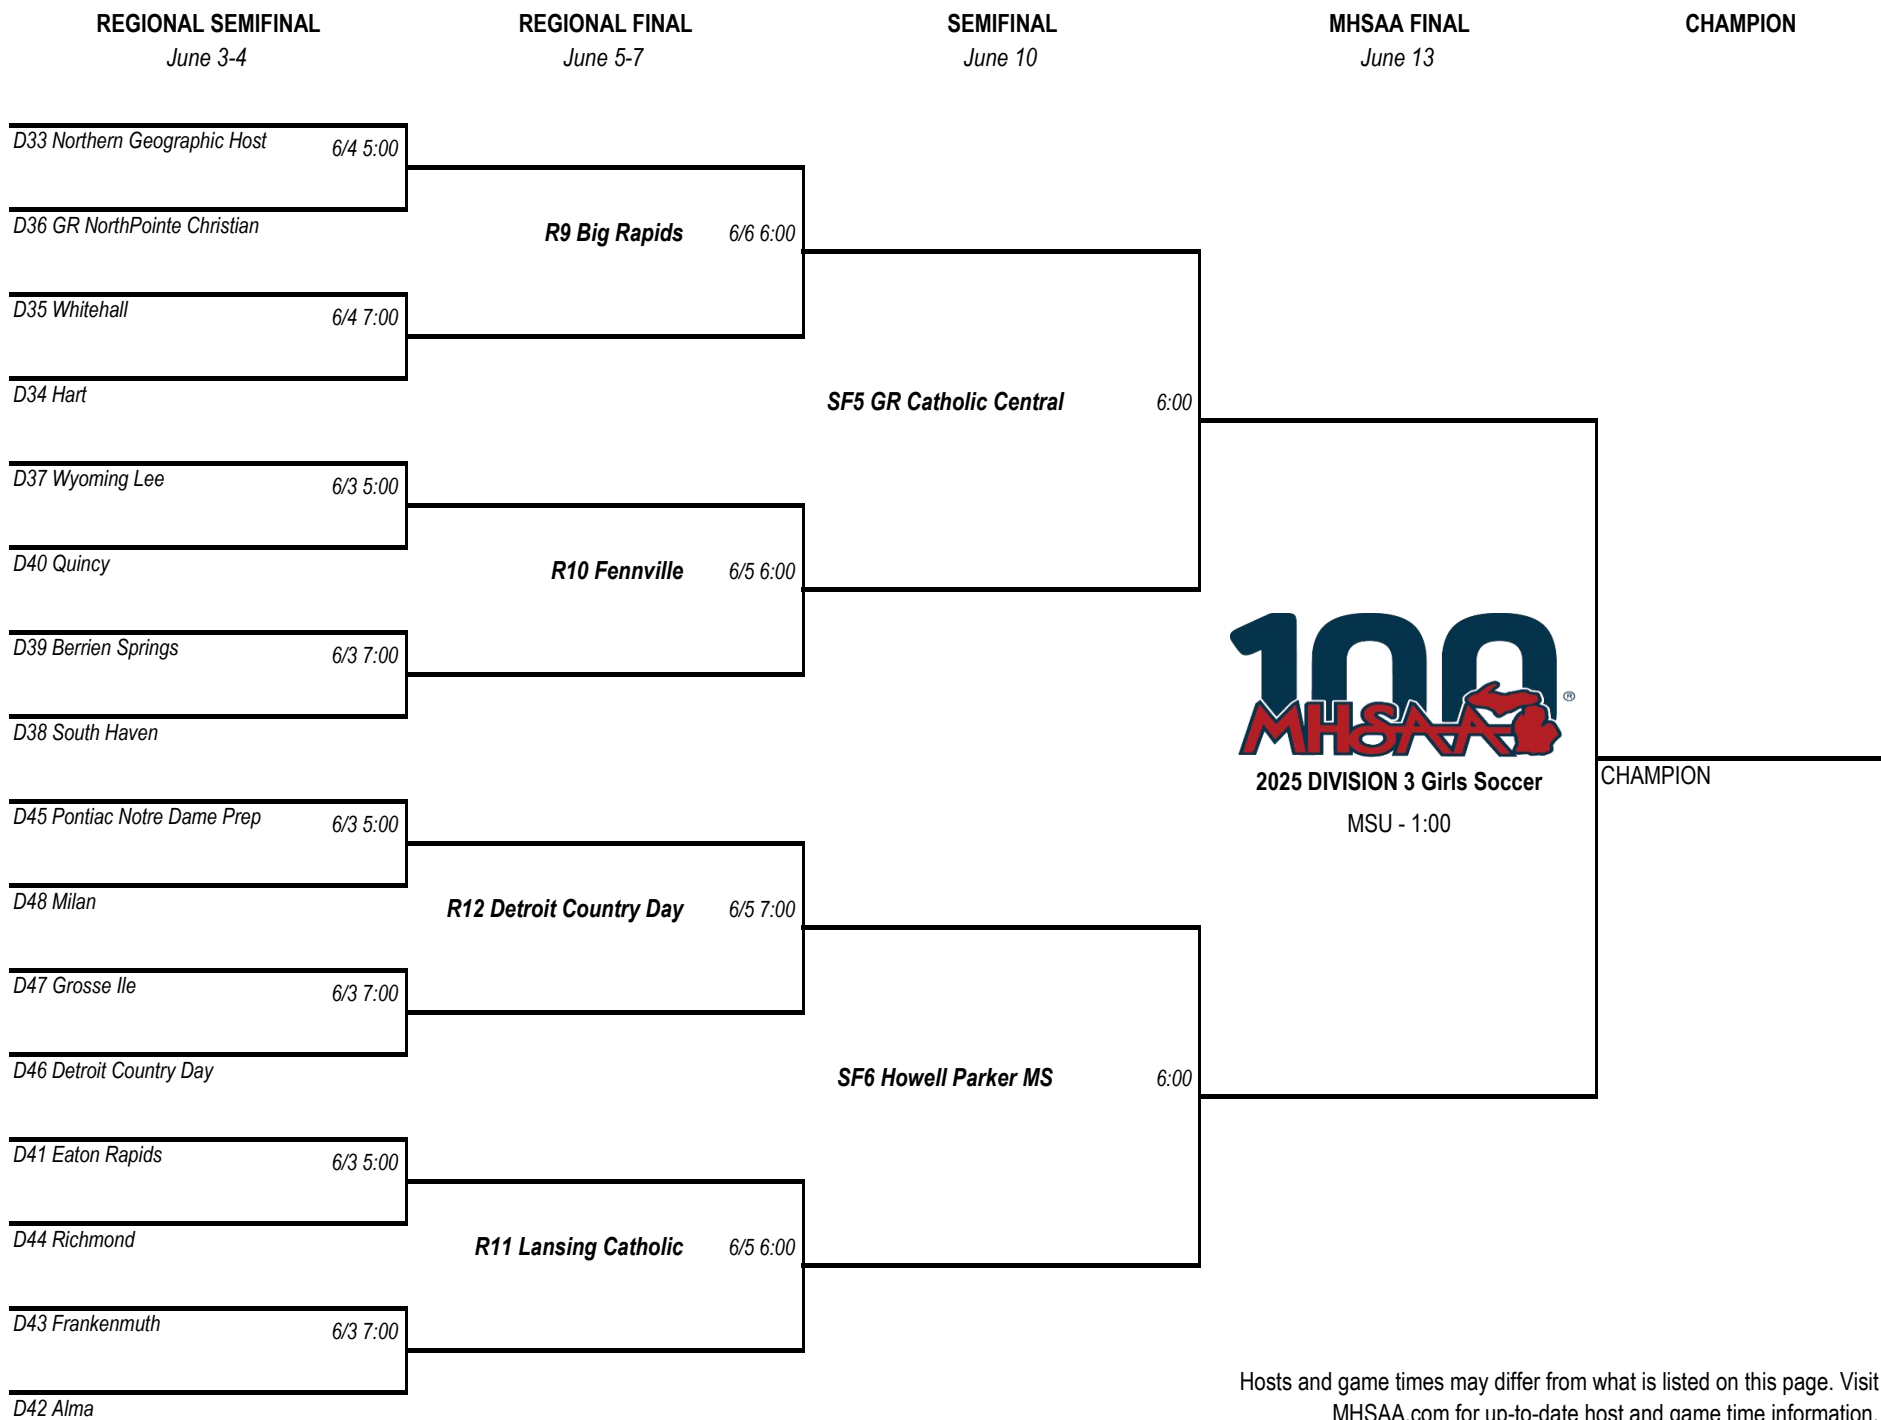 REGIONAL SEMIFINAL
June 3-4
REGIONAL FINAL
June 5-7
SEMIFINAL
June 10
MHSAA FINAL
June 13
CHAMPION
D33 Northern Geographic Host
6/4 5:00
D36 GR NorthPointe Christian
R9 Big Rapids
6/6 6:00
D35 Whitehall
6/4 7:00
D34 Hart
SF5 GR Catholic Central
6:00
D37 Wyoming Lee
6/3 5:00
D40 Quincy
R10 Fennville
6/5 6:00
D39 Berrien Springs
6/3 7:00
D38 South Haven
100
MHSAA
®
2025 DIVISION 3 Girls Soccer
MSU - 1:00
CHAMPION
D45 Pontiac Notre Dame Prep
6/3 5:00
D48 Milan
R12 Detroit Country Day
6/5 7:00
D47 Grosse Ile
6/3 7:00
D46 Detroit Country Day
SF6 Howell Parker MS
6:00
D41 Eaton Rapids
6/3 5:00
D44 Richmond
R11 Lansing Catholic
6/5 6:00
D43 Frankenmuth
6/3 7:00
D42 Alma
Hosts and game times may differ from what is listed on this page. Visit
MHSAA.com for up-to-date host and game time information.